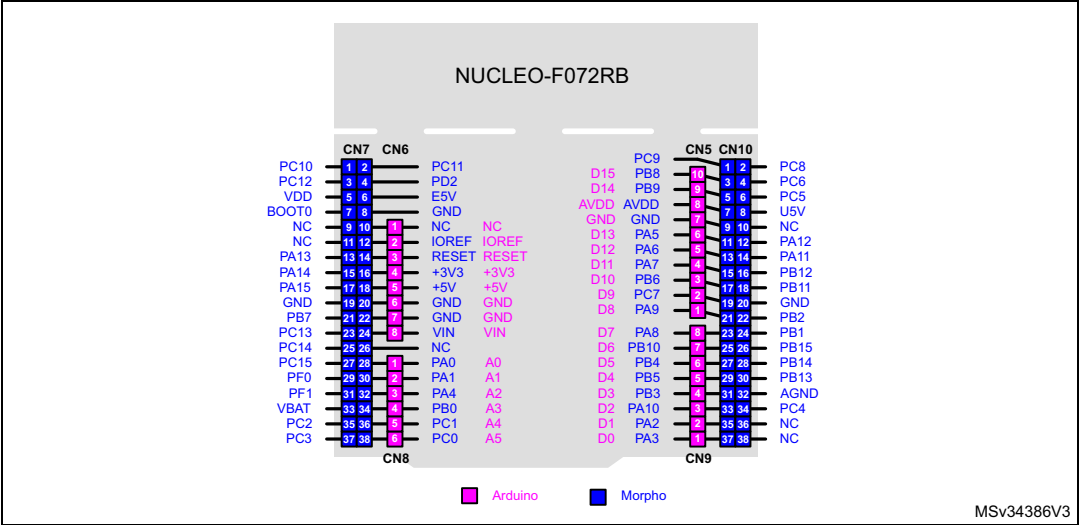 NUCLEO-F072RB
CN7 CN6 CN5 CN10
PC9
PC10 1 2 PC11 1 2 PC8
PC12 3 4 PD2 D15 PB8 10 3 4 PC6
VDD 5 6 E5V D14 PB9 9 5 6 PC5
BOOT0 7 8 GND AVDD AVDD 8 7 8 U5V
NC 9 10 1 NC NC GND GND 7 9 10 NC
NC 11 12 2 IOREF IOREF D13 PA5 6 11 12 PA12
PA13 13 14 3 RESET RESET D12 PA6 5 13 14 PA11
PA14 15 16 4 +3V3 +3V3 D11 PA7 4 15 16 PB12
PA15 17 18 5 +5V +5V D10 PB6 3 17 18 PB11
GND 19 20 6 GND GND D9 PC7 2 19 20 GND
PB7 21 22 7 GND GND D8 PA9 1 21 22 PB2
PC13 23 24 8 VIN VIN D7 PA8 8 23 24 PB1
PC14 25 26 NC D6 PB10 7 25 26 PB15
PC15 27 28 1 PA0 A0 D5 PB4 6 27 28 PB14
PF0 29 30 2 PA1 A1 D4 PB5 5 29 30 PB13
PF1 31 32 3 PA4 A2 D3 PB3 4 31 32 AGND
VBAT 33 34 4 PB0 A3 D2 PA10 3 33 34 PC4
PC2 35 36 5 PC1 A4 D1 PA2 2 35 36 NC
PC3 37 38 6 PC0 A5 D0 PA3 1 37 38 NC
CN8 CN9
Arduino Morpho
MSv34386V3